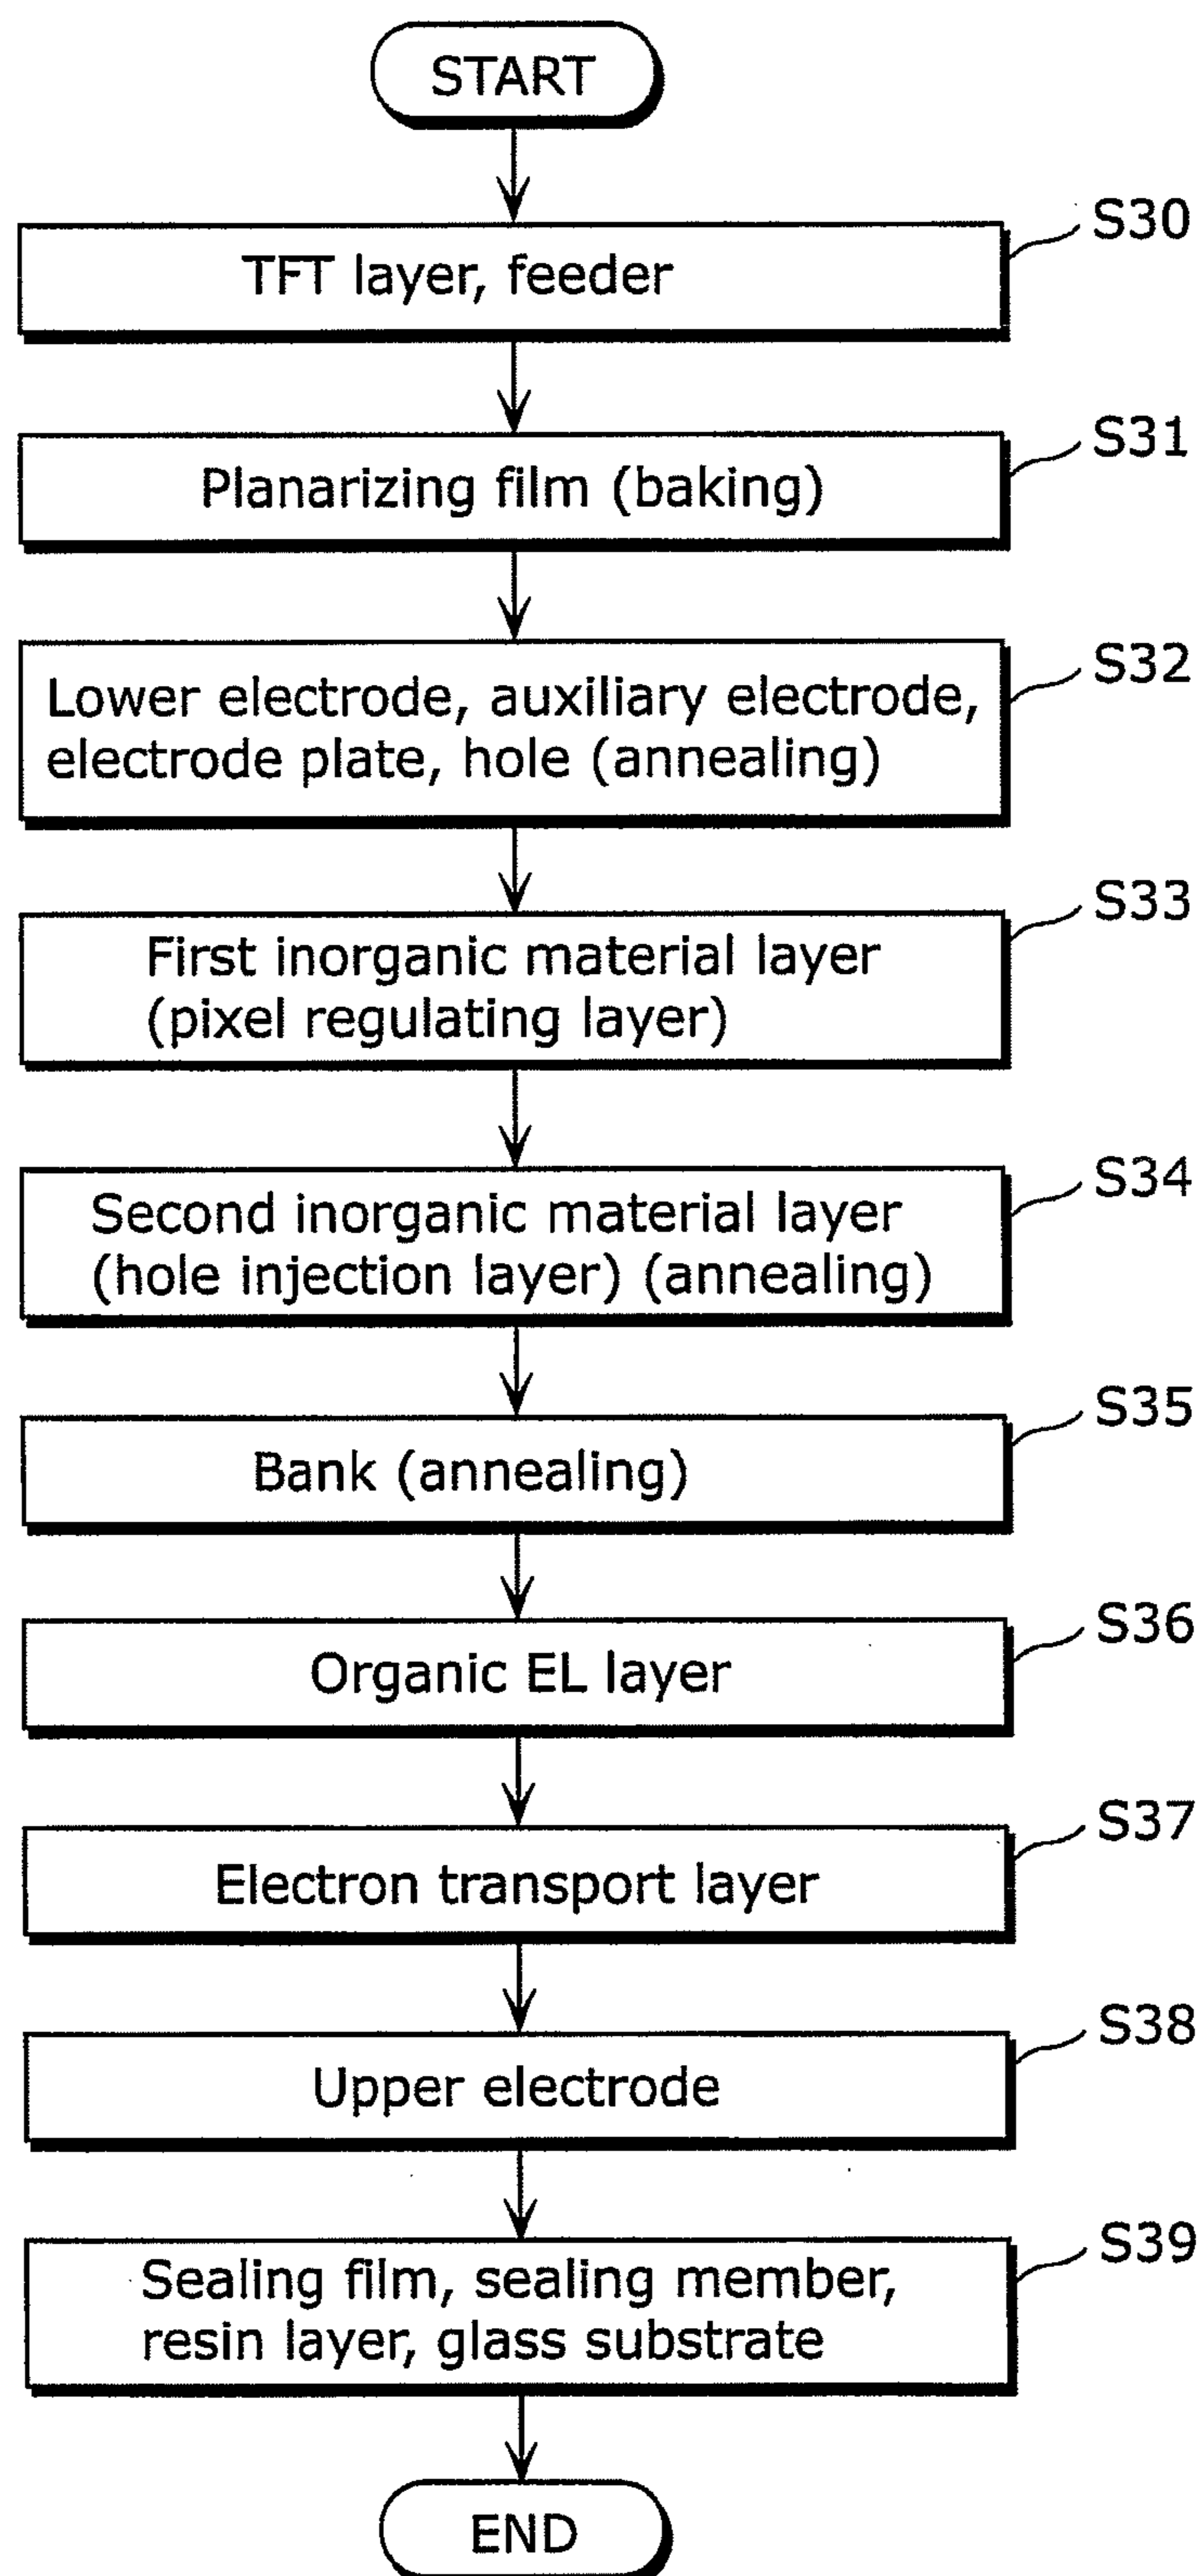 START
S30
TFT layer, feeder
S31
Planarizing film (baking)
S32
Lower electrode, auxiliary electrode,
electrode plate, hole (annealing)
S33
First inorganic material layer
(pixel regulating layer)
S34
Second inorganic material layer
(hole injection layer) (annealing)
S35
Bank (annealing)
S36
Organic EL layer
S37
Electron transport layer
S38
Upper electrode
S39
Sealing film, sealing member,
resin layer, glass substrate
END